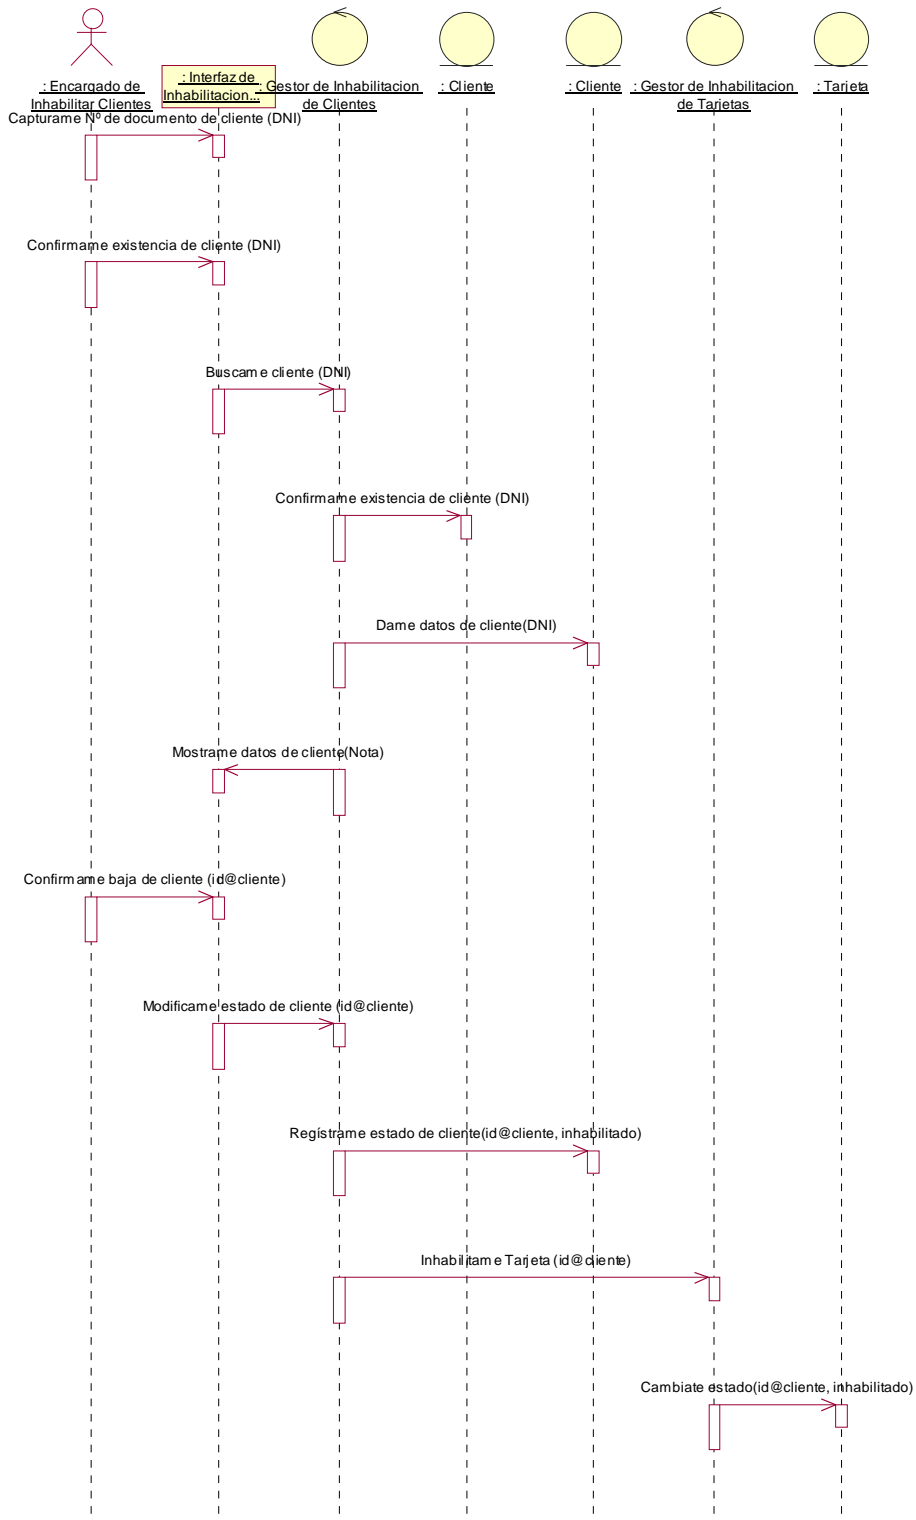 : Encargado de
Inhabilitar Clientes
: Interfaz de
Inhabilitacion...
: Gestor de Inhabilitacion
de Clientes
: Cliente
: Cliente
: Gestor de Inhabilitacion
de Tarjetas
: Tarjeta
Capturame Nº de documento de cliente (DNI)
Confirmame existencia de cliente (DNI)
Buscame cliente (DNI)
Confirmame existencia de cliente (DNI)
Dame datos de cliente(DNI)
Mostrame datos de cliente(Nota)
Confirmame baja de cliente (id@cliente)
Modificame estado de cliente (id@cliente)
Regístrame estado de cliente(id@cliente, inhabilitado)
Inhabilitame Tarjeta (id@cliente)
Cambiate estado(id@cliente, inhabilitado)